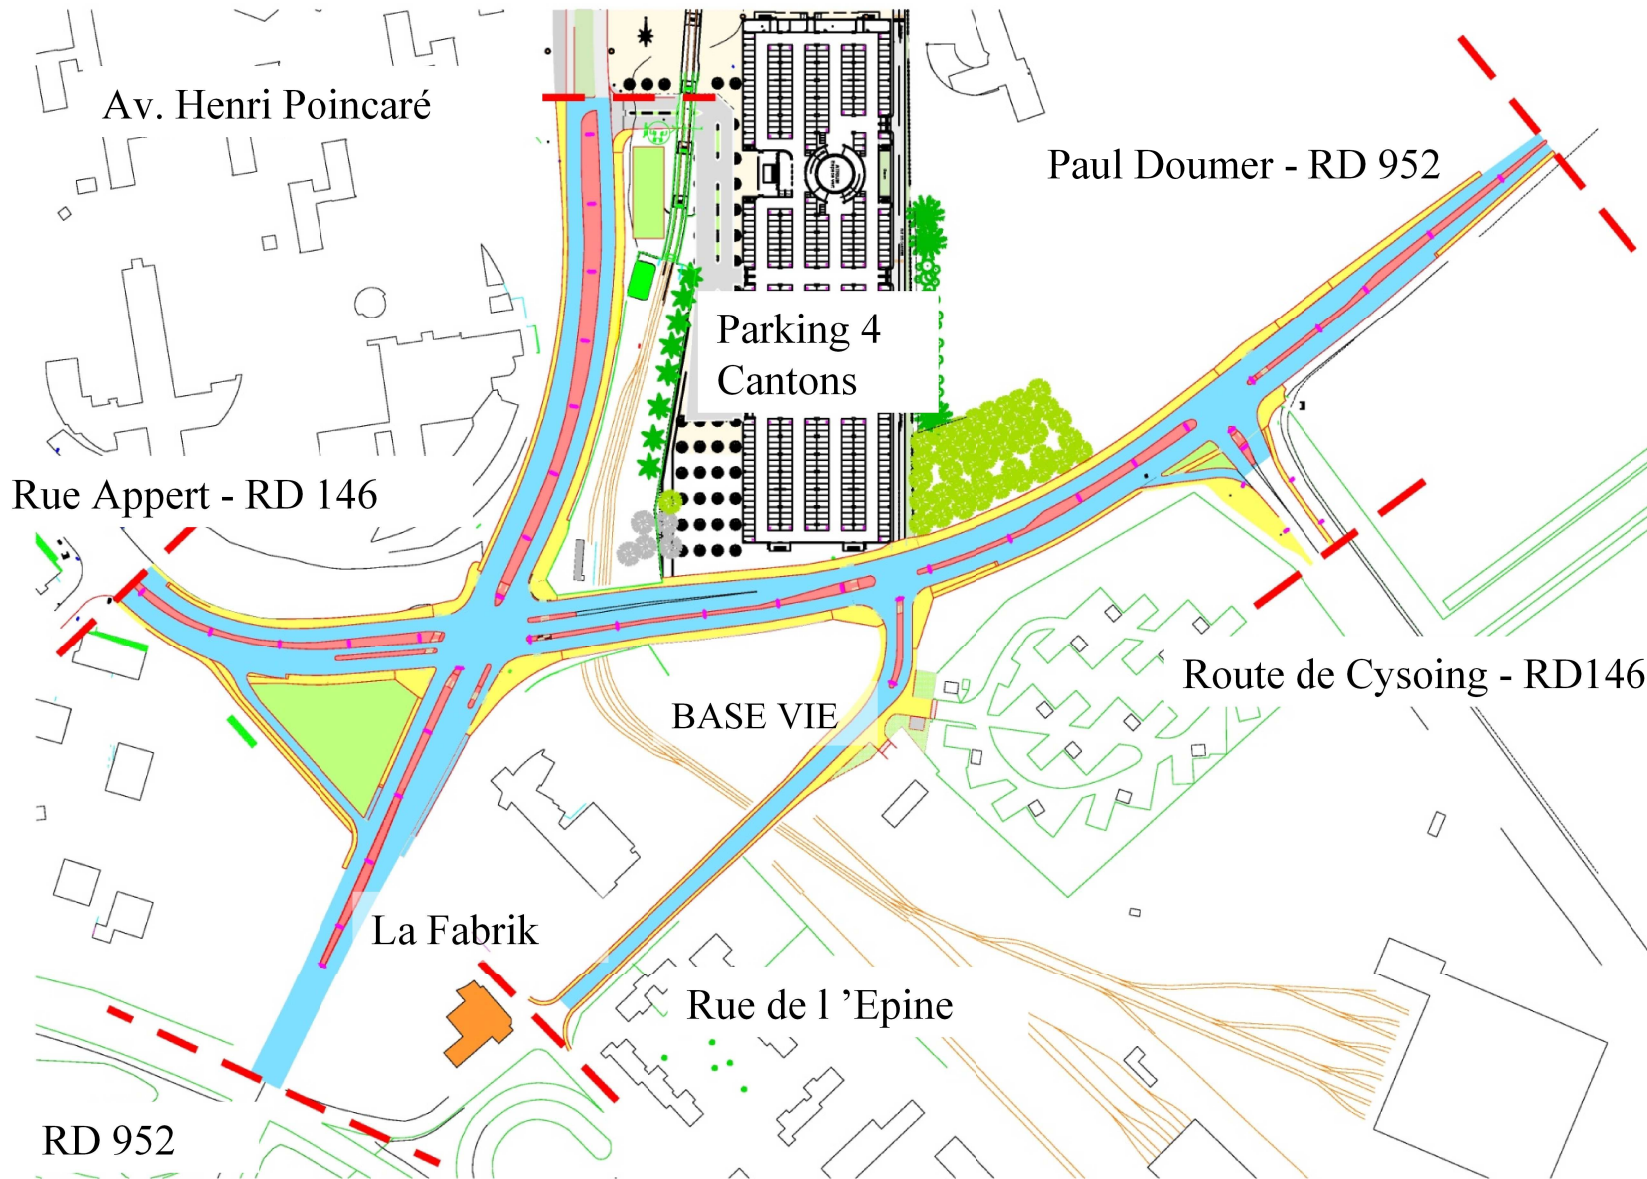 Av. Henri Poincaré
Paul Doumer - RD 952
Parking 4
Cantons
Rue Appert - RD 146
Route de Cysoing - RD146
BASE VIE
La Fabrik
Rue de l ’Epine
RD 952